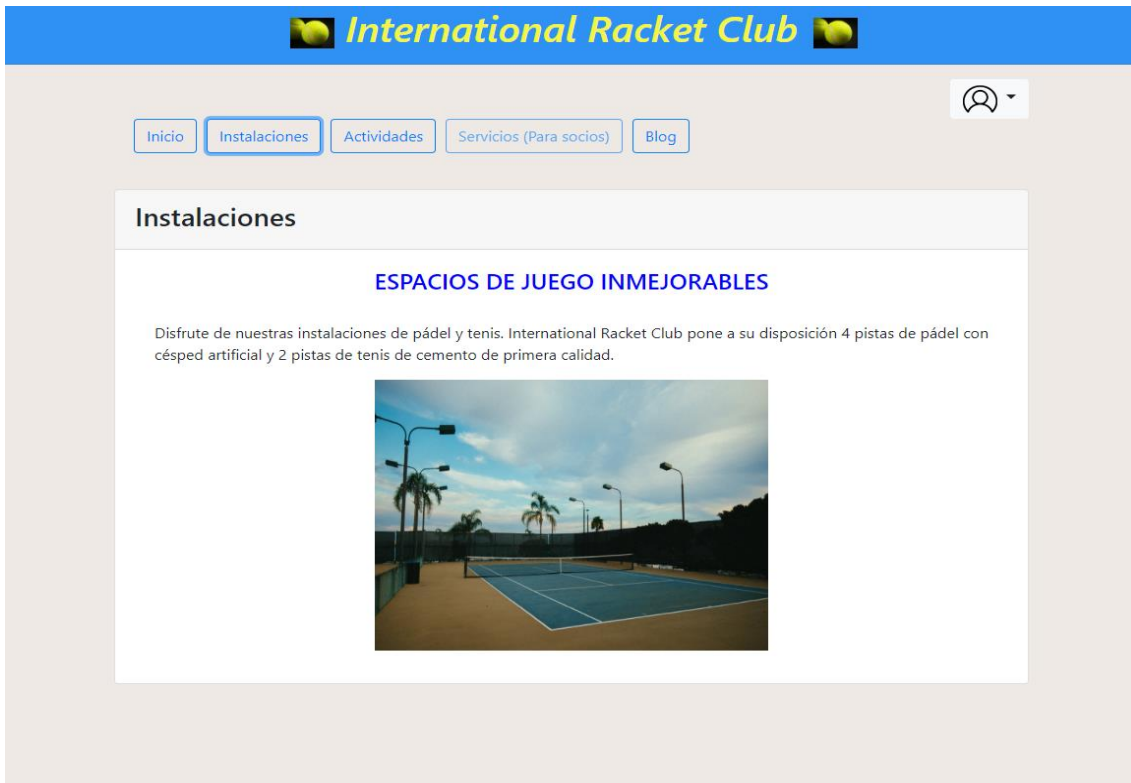 International Racket Club
Inicio
Instalaciones
Actividades
Servicios (Para socios)
Blog
Instalaciones
ESPACIOS DE JUEGO INMEJORABLES
Disfrute de nuestras instalaciones de pádel y tenis. International Racket Club pone a su disposición 4 pistas de pádel con
césped artificial y 2 pistas de tenis de cemento de primera calidad.